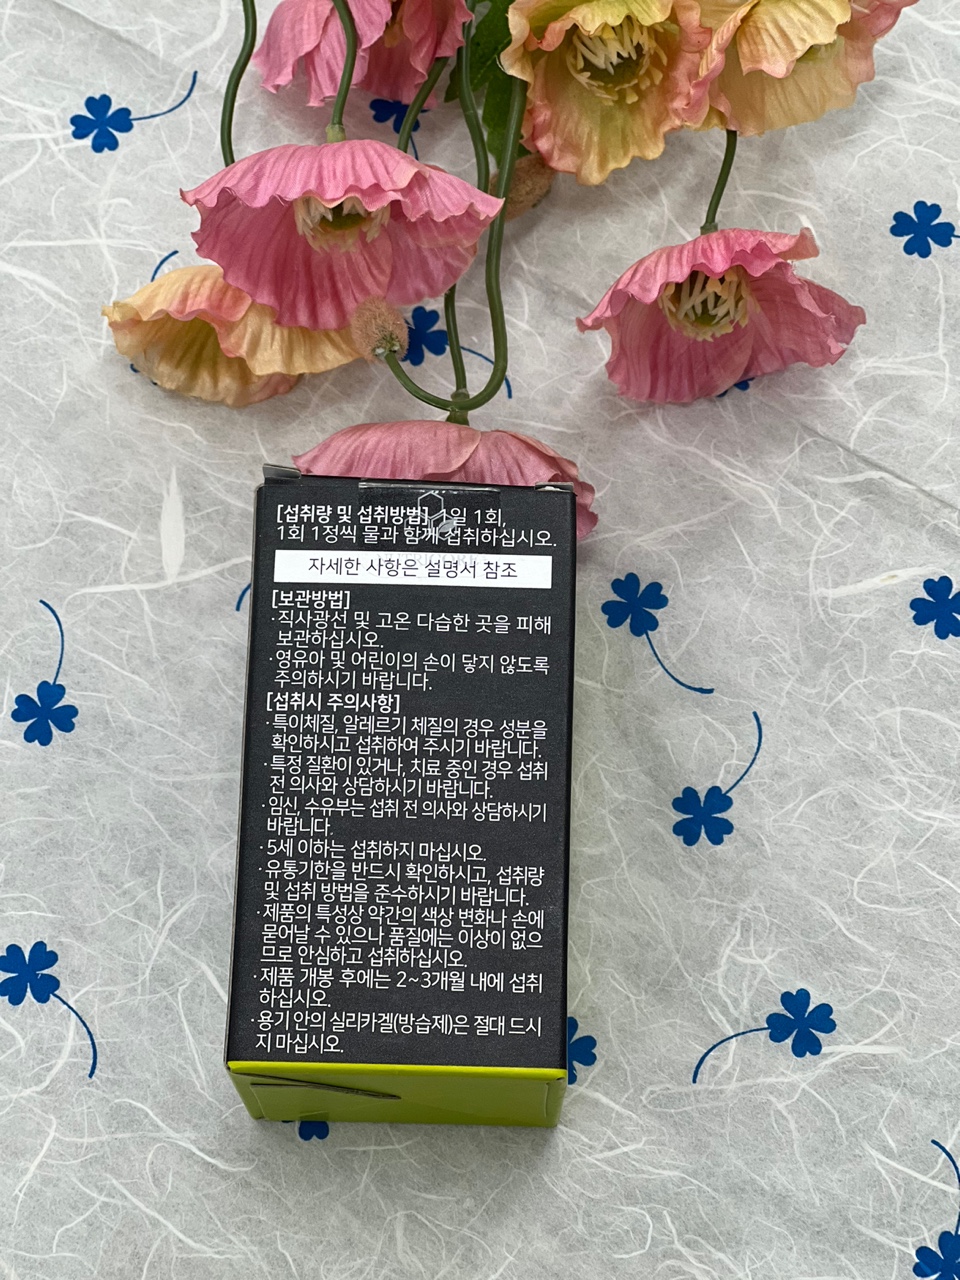 [섭취량 및 섭취방법] 1일 1회,
1회 1정씩 물과 함께 섭취하십시오.
자세한 사항은 설명서 참조
[보관방법]
·직사광선 및 고온 다습한 곳을 피해
보관하십시오.
·영유아 및 어린이의 손이 닿지 않도록
주의하시기 바랍니다.
[섭취시 주의사항]
·특이체질, 알레르기 체질의 경우 성분을
확인하시고 섭취하여 주시기 바랍니다.
·특정 질환이 있거나, 치료 중인 경우 섭취
전 의사와 상담하시기 바랍니다.
·임신, 수유부는 섭취 전 의사와 상담하시기
바랍니다.
·5세 이하는 섭취하지 마십시오.
·유통기한을 반드시 확인하시고, 섭취량
및 섭취 방법을 준수하시기 바랍니다.
·제품의 특성상 약간의 색상 변화나 손에
묻어날 수 있으나 품질에는 이상이 없으
므로 안심하고 섭취하십시오.
·제품 개봉 후에는 2~3개월 내에 섭취
하십시오.
·용기 안의 실리카겔(방습제)은 절대 드시
지 마십시오.